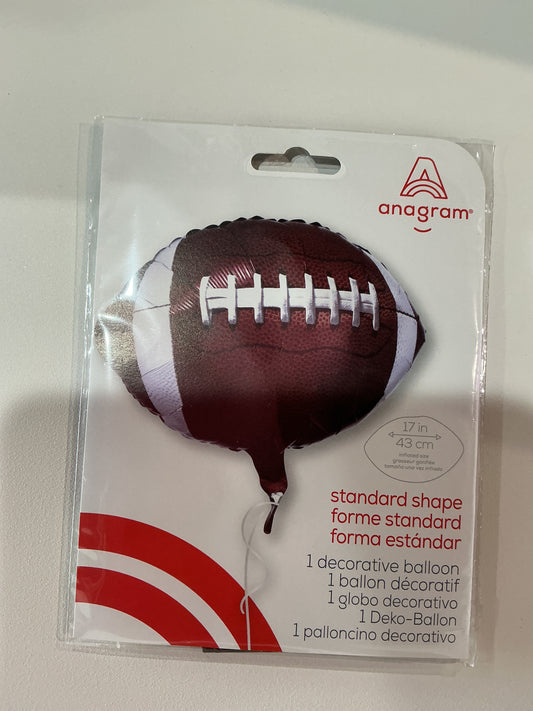 anagram®
17 in
43 cm
inflated size
grosseur gonflée
tamaño una vez inflado
standard shape
forme standard
forma estándar
1 decorative balloon
1 ballon décoratif
1 globo decorativo
1 Deko-Ballon
1 palloncino decorativo